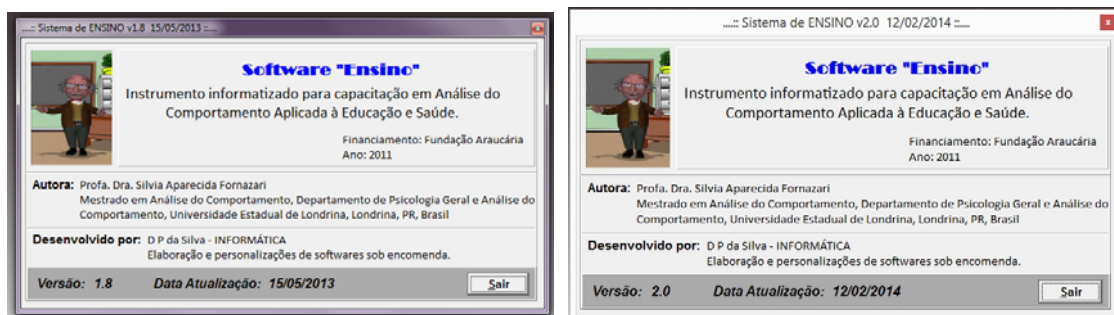 ....:: Sistema de ENSINO v1.8 15/05/2013 ::....
Software "Ensino"
Instrumento informatizado para capacitação em Análise do
Comportamento Aplicada à Educação e Saúde.
Financiamento: Fundação Araucária
Ano: 2011
Autora: Profa. Dra. Silvia Aparecida Fornazari
Mestrado em Análise do Comportamento, Departamento de Psicologia Geral e Análise do
Comportamento, Universidade Estadual de Londrina, Londrina, PR, Brasil
Desenvolvido por: D P da Silva - INFORMÁTICA
Elaboração e personalizações de softwares sob encomenda.
Versão: 1.8 Data Atualização: 15/05/2013 Sair
....:: Sistema de ENSINO v2.0 12/02/2014 ::....
x
Software "Ensino"
Instrumento informatizado para capacitação em Análise do
Comportamento Aplicada à Educação e Saúde.
Financiamento: Fundação Araucária
Ano: 2011
Autora: Profa. Dra. Silvia Aparecida Fornazari
Mestrado em Análise do Comportamento, Departamento de Psicologia Geral e Análise do
Comportamento, Universidade Estadual de Londrina, Londrina, PR, Brasil
Desenvolvido por: D P da Silva - INFORMÁTICA
Elaboração e personalizações de softwares sob encomenda.
Versão: 2.0 Data Atualização: 12/02/2014 Sair